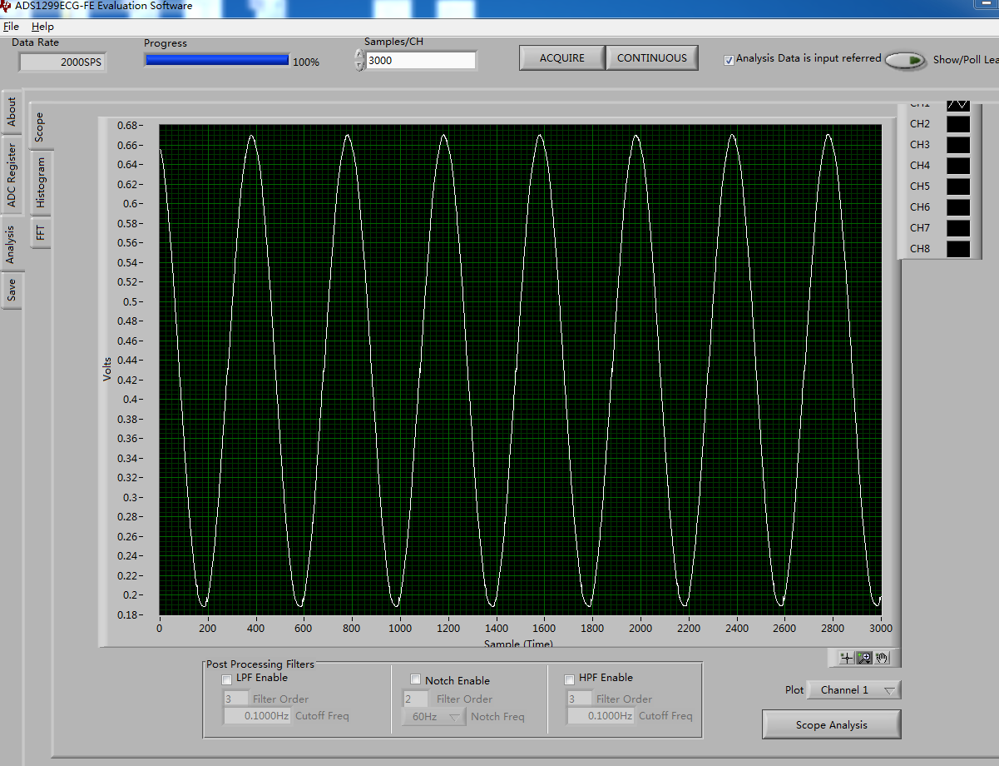 ADS1299ECG-FE Evaluation Software
File Help
Data Rate
2000SPS
Progress
100%
Samples/CH
3000
ACQUIRE
CONTINUOUS
Analysis Data is input referred
Show/Poll Lea
About
ADC Register
Analysis
Save
Scope
Histogram
FFT
Volts
0.68
0.66
0.64
0.62
0.6
0.58
0.56
0.54
0.52
0.5
0.48
0.46
0.44
0.42
0.4
0.38
0.36
0.34
0.32
0.3
0.28
0.26
0.24
0.22
0.2
0.18
0 200 400 600 800 1000 1200 1400 1600 1800 2000 2200 2400 2600 2800 3000
Sample (Time)
CH1
CH2
CH3
CH4
CH5
CH6
CH7
CH8
Post Processing Filters
LPF Enable
3 Filter Order
0.1000Hz Cutoff Freq
Notch Enable
2 Filter Order
60Hz Notch Freq
HPF Enable
3 Filter Order
0.1000Hz Cutoff Freq
Plot Channel 1
Scope Analysis